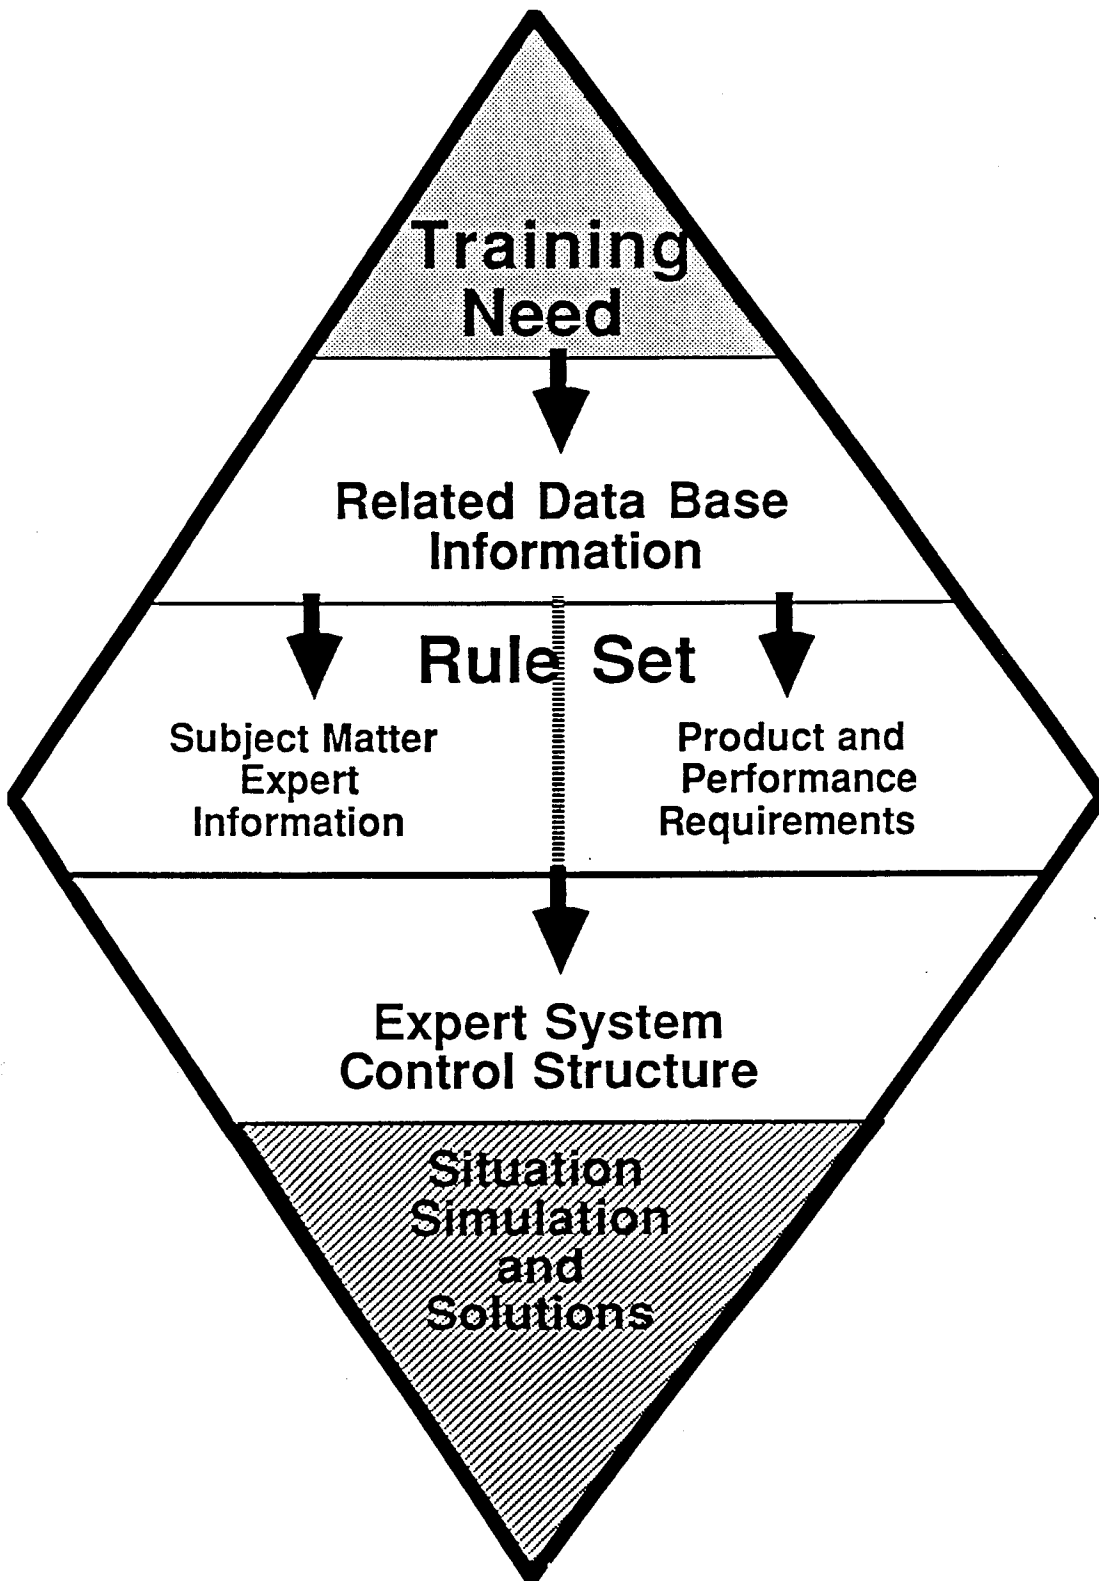 Training
Need
Related Data Base
Information
Rule Set
Subject Matter
Expert
Information
Product and
Performance
Requirements
Expert System
Control Structure
Situation
Simulation
and
Solutions